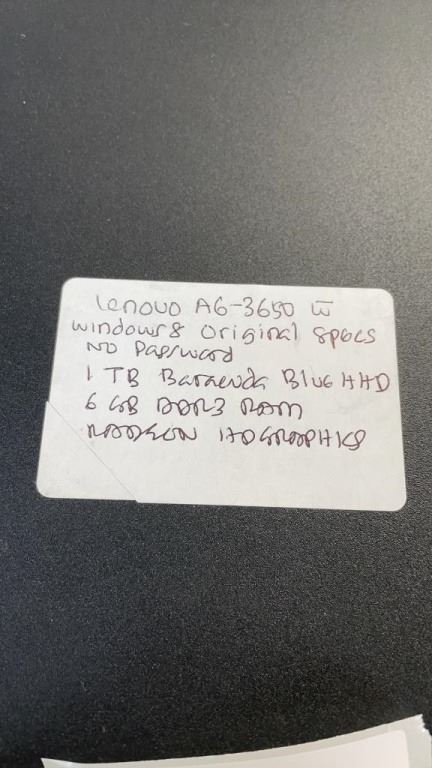 Lenovo A6-3650 w
windows 8 original specs
No Password
1 TB Baracuda Blue HHD
6 GB DDR3 RAM
RADEON HD GRAPHICS